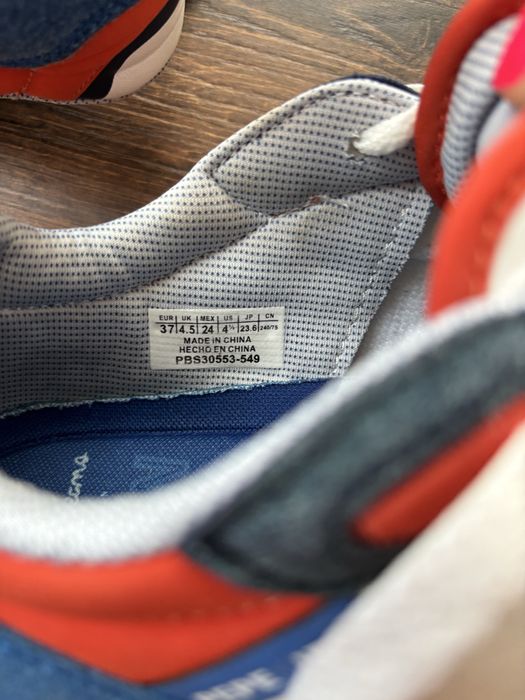 EUR UK MEX US JP CN
37 4.5 24 4½ 23.6 240/75
MADE IN CHINA
HECHO EN CHINA
PBS30553-549